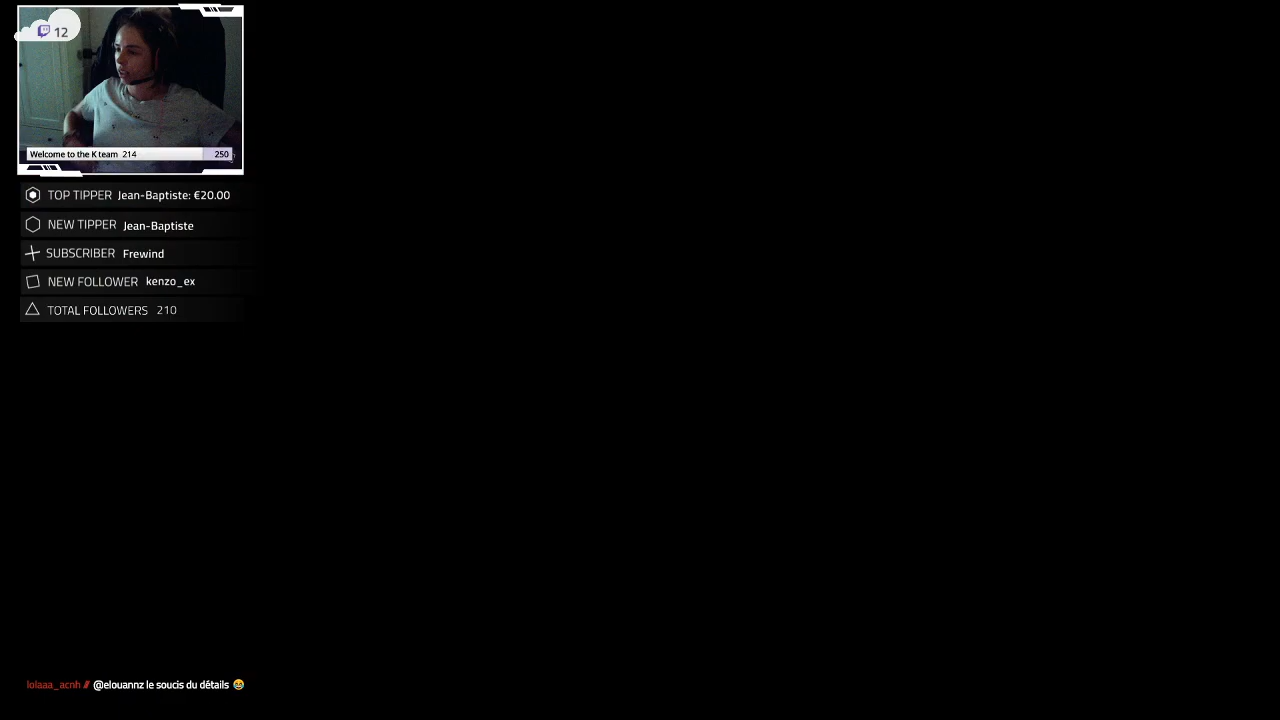 12
Welcome to the K team 214 250
TOP TIPPER Jean-Baptiste: €20.00
NEW TIPPER Jean-Baptiste
SUBSCRIBER Frewind
NEW FOLLOWER kenzo_ex
TOTAL FOLLOWERS 210
lolaaa_acnh // @elouannz le soucis du détails 😂